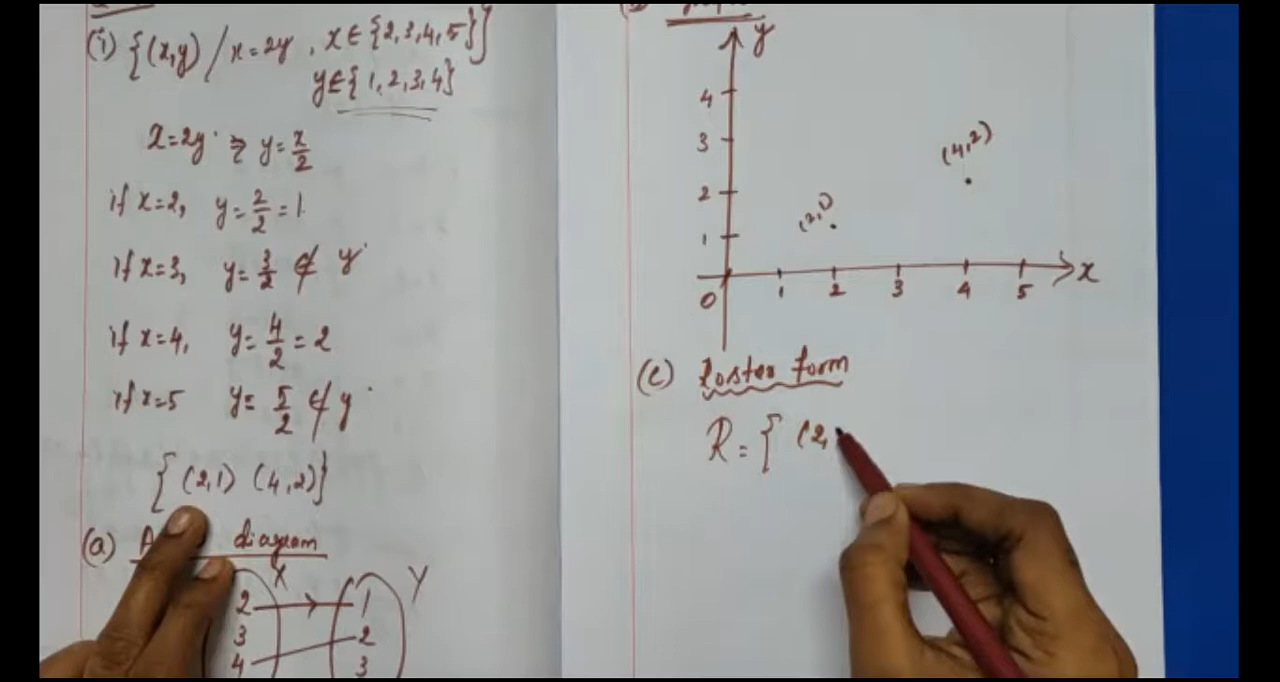 (i) {(x,y) / x=2y , x∈{2,3,4,5}}
y∈{1,2,3,4}
x=2y ⇒ y=x/2
if x=2, y=2/2=1.
if x=3, y=3/2 ∉ y
if x=4, y=4/2=2
if x=5 y=5/2 ∉ y
{(2,1) (4,2)}
(a) diagram
X Y
2 1
3 2
4 3
y
4
3
2
1
0 1 2 3 4 5 x
(2,1)
(4,2)
(c) Roster form
R={ (2,